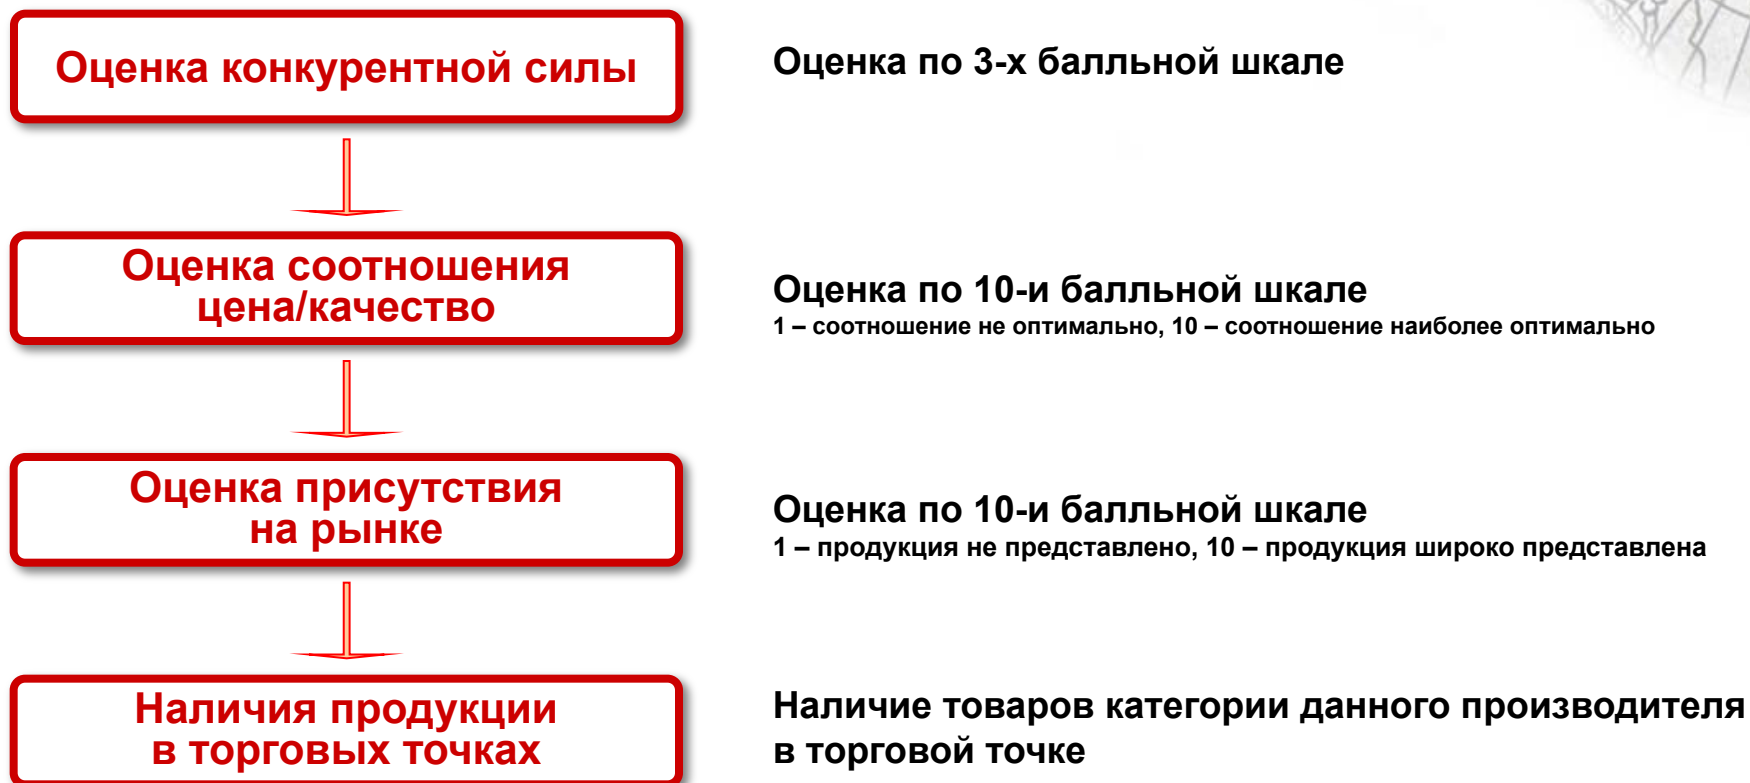 Оценка конкурентной силы
Оценка по 3-х балльной шкале
Оценка соотношения
цена/качество
Оценка по 10-и балльной шкале
1 – соотношение не оптимально, 10 – соотношение наиболее оптимально
Оценка присутствия
на рынке
Оценка по 10-и балльной шкале
1 – продукция не представлено, 10 – продукция широко представлена
Наличия продукции
в торговых точках
Наличие товаров категории данного производителя
в торговой точке